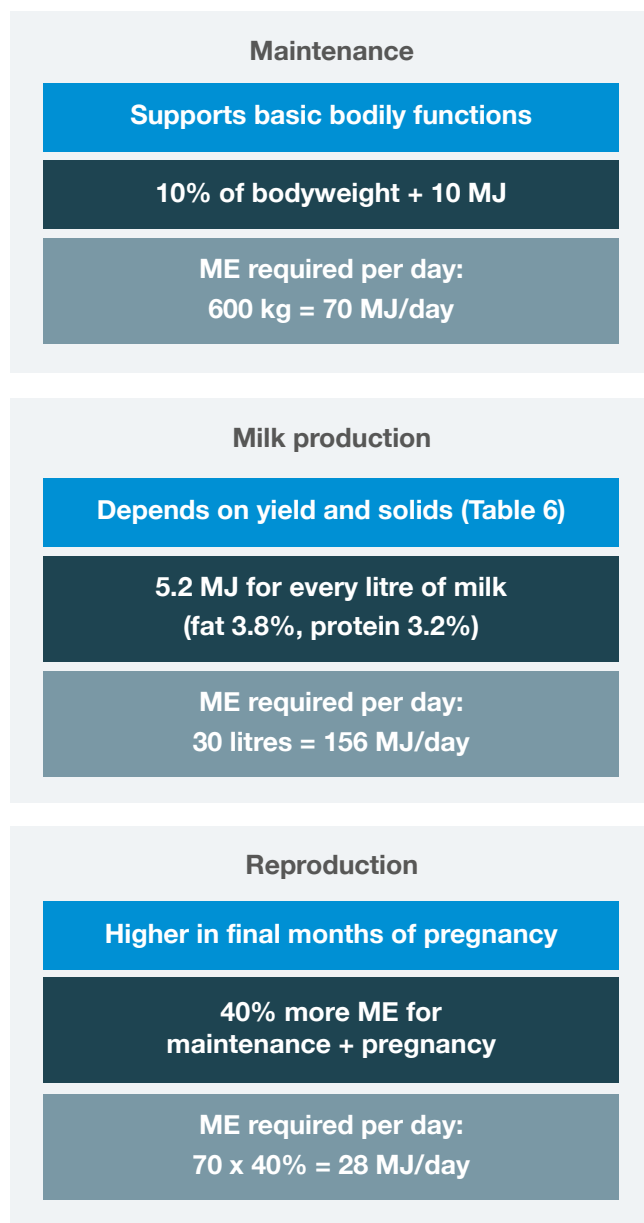 Maintenance
Supports basic bodily functions
10% of bodyweight + 10 MJ
ME required per day:
600 kg = 70 MJ/day
Milk production
Depends on yield and solids (Table 6)
5.2 MJ for every litre of milk
(fat 3.8%, protein 3.2%)
ME required per day:
30 litres = 156 MJ/day
Reproduction
Higher in final months of pregnancy
40% more ME for
maintenance + pregnancy
ME required per day:
70 x 40% = 28 MJ/day